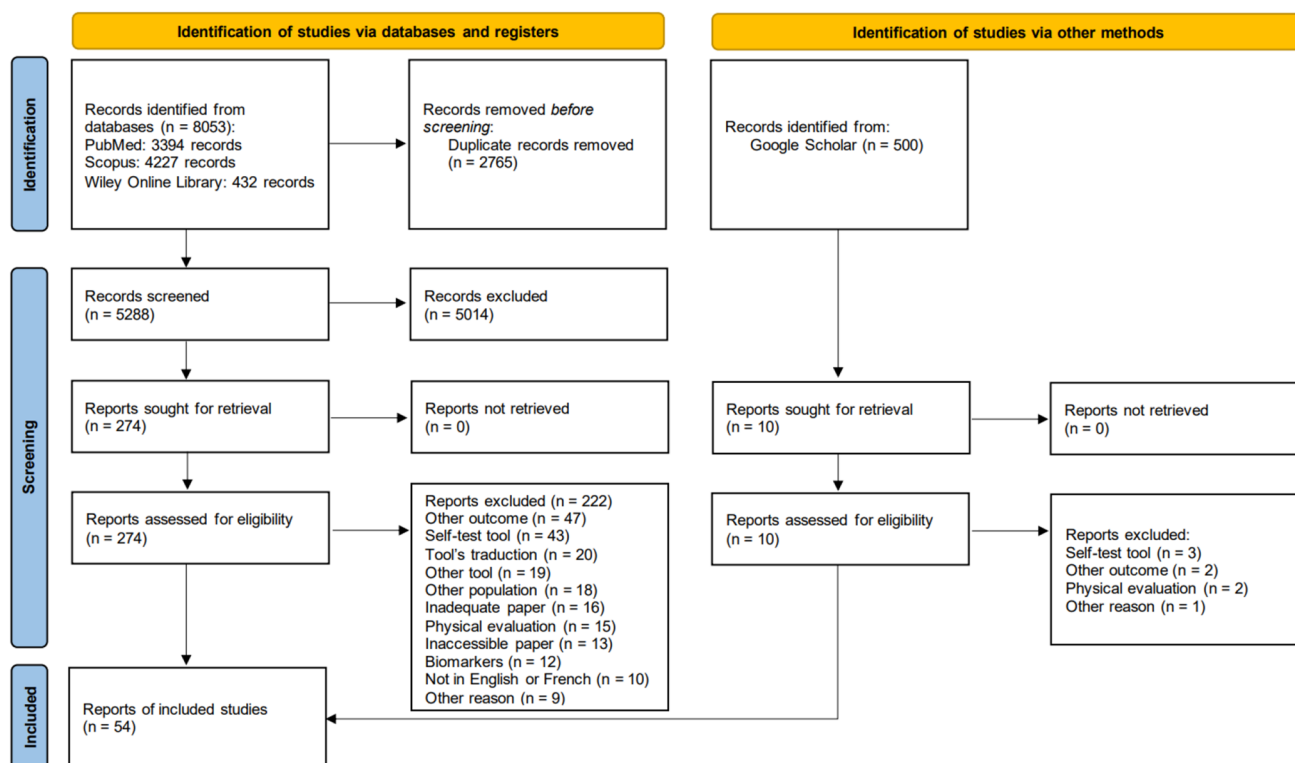 Identification of studies via databases and registers
Identification of studies via other methods
Identification
Records identified from
databases (n = 8053):
PubMed: 3394 records
Scopus: 4227 records
Wiley Online Library: 432 records
Records removed before
screening:
Duplicate records removed
(n = 2765)
Records identified from:
Google Scholar (n = 500)
Screening
Records screened
(n = 5288)
Records excluded
(n = 5014)
Reports sought for retrieval
(n = 274)
Reports not retrieved
(n = 0)
Reports sought for retrieval
(n = 10)
Reports not retrieved
(n = 0)
Reports assessed for eligibility
(n = 274)
Reports excluded (n = 222)
Other outcome (n = 47)
Self-test tool (n = 43)
Tool's traduction (n = 20)
Other tool (n = 19)
Other population (n = 18)
Inadequate paper (n = 16)
Physical evaluation (n = 15)
Inaccessible paper (n = 13)
Biomarkers (n = 12)
Not in English or French (n = 10)
Other reason (n = 9)
Reports assessed for eligibility
(n = 10)
Reports excluded:
Self-test tool (n = 3)
Other outcome (n = 2)
Physical evaluation (n = 2)
Other reason (n = 1)
Included
Reports of included studies
(n = 54)